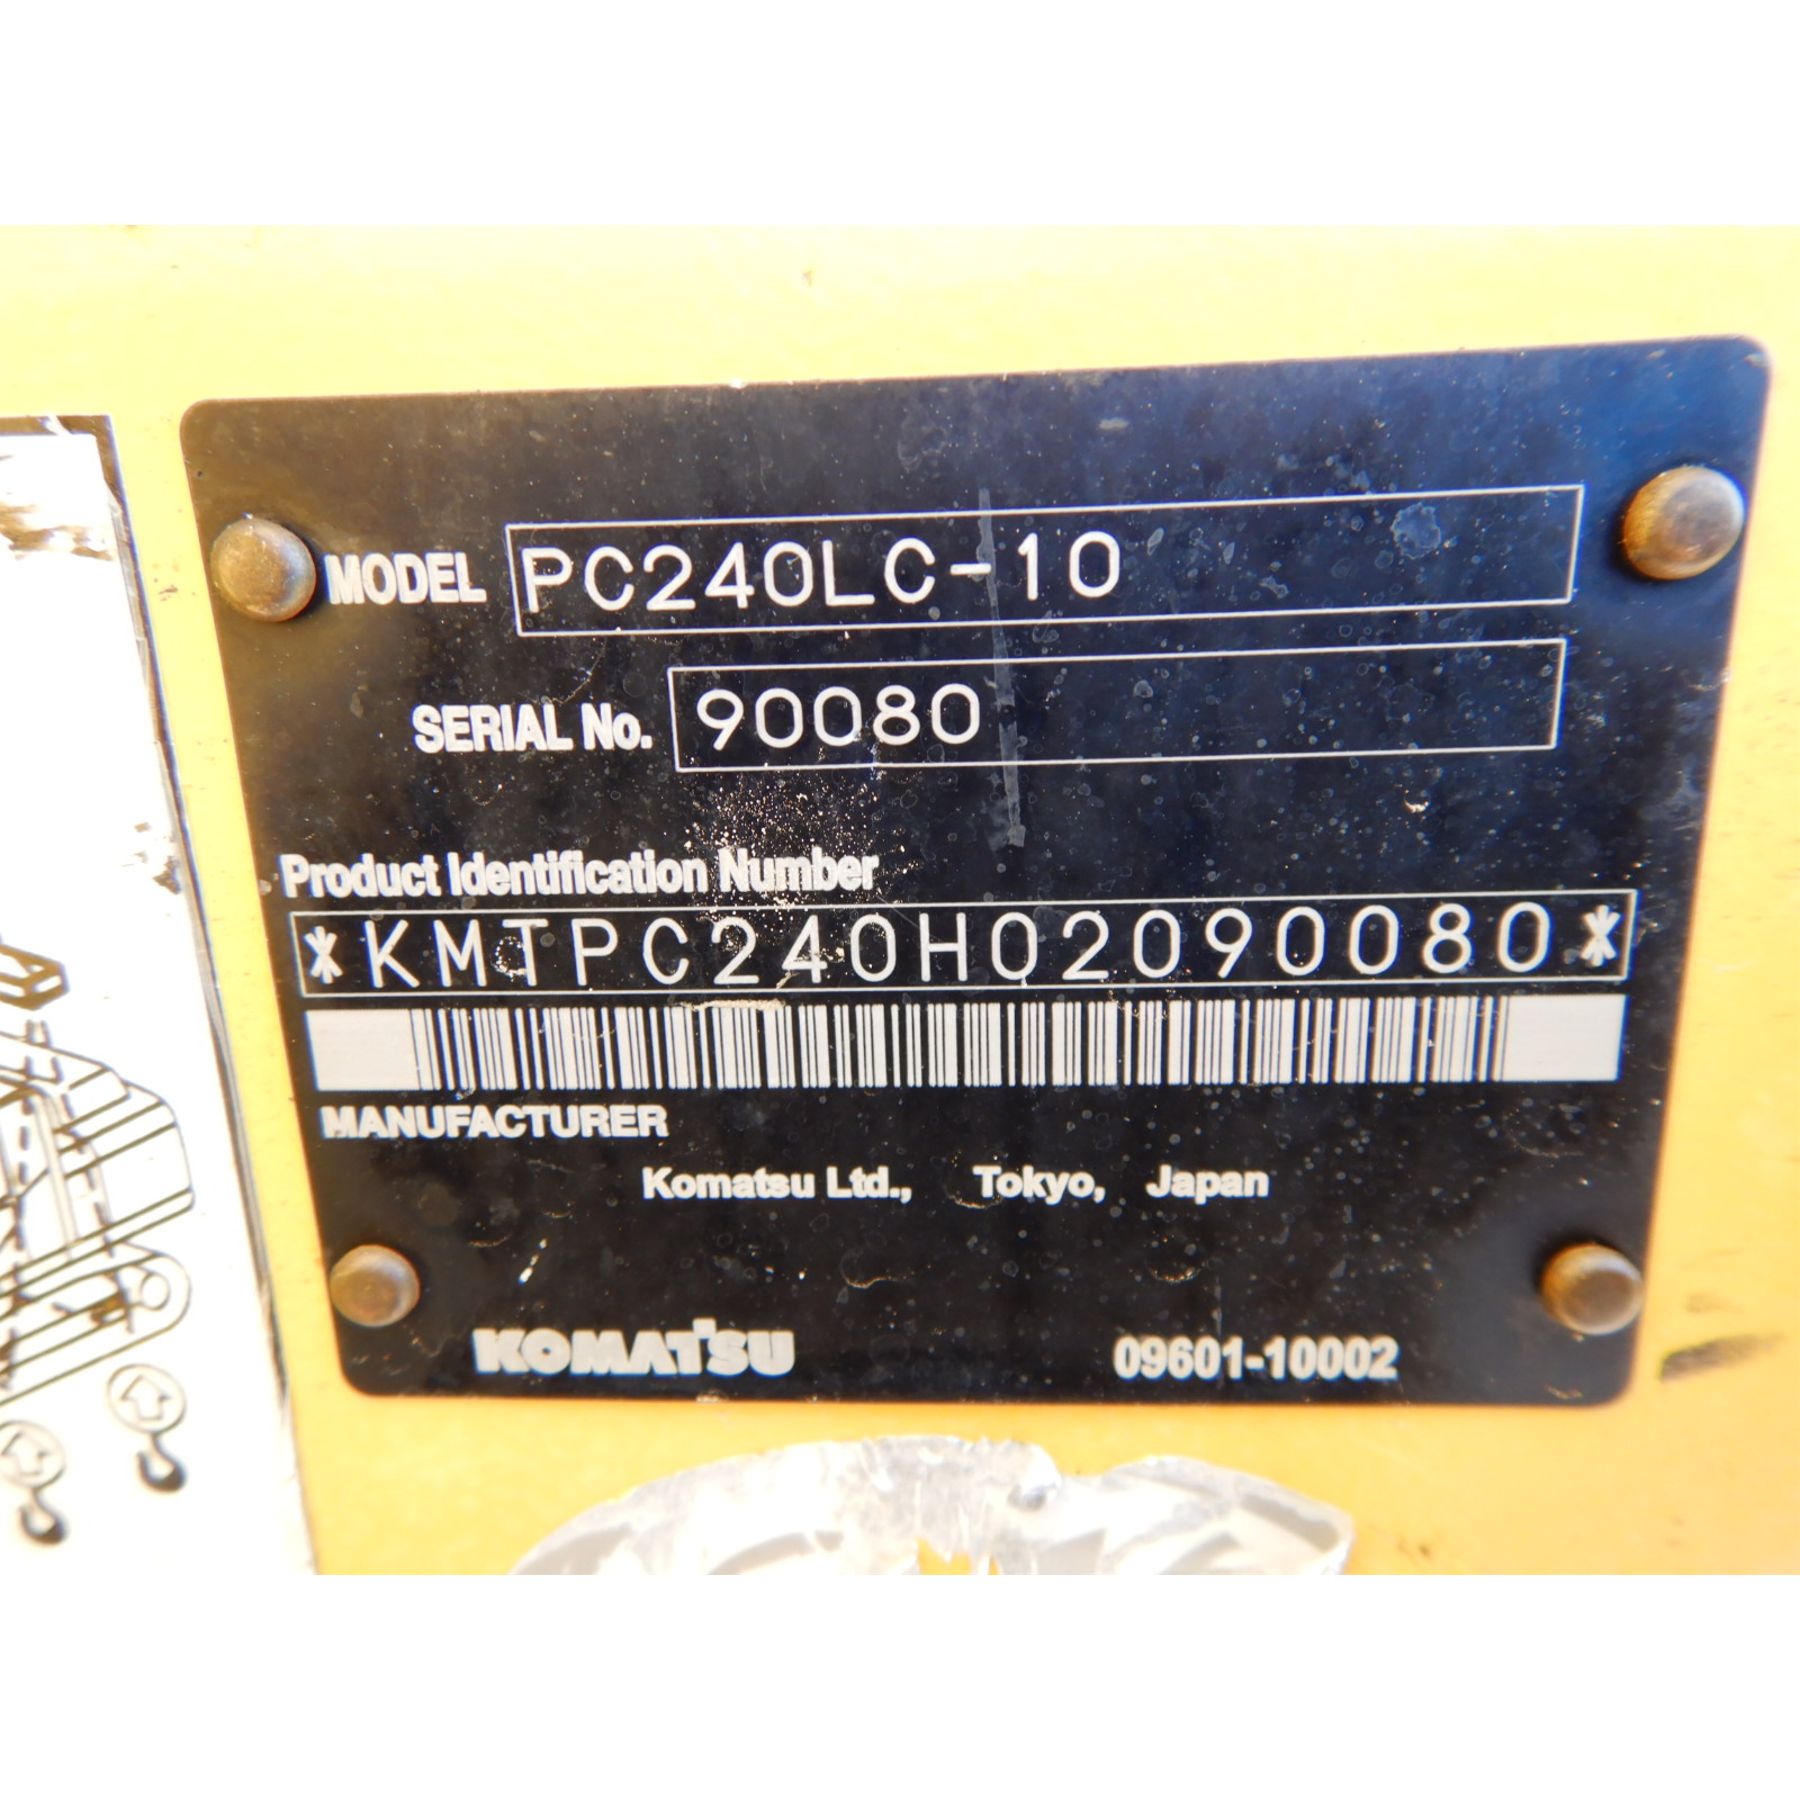 MODEL PC240LC-10
SERIAL No. 90080
Product Identification Number
*KMTPC240H02090080*
MANUFACTURER
Komatsu Ltd., Tokyo, Japan
KOMATSU 09601-10002